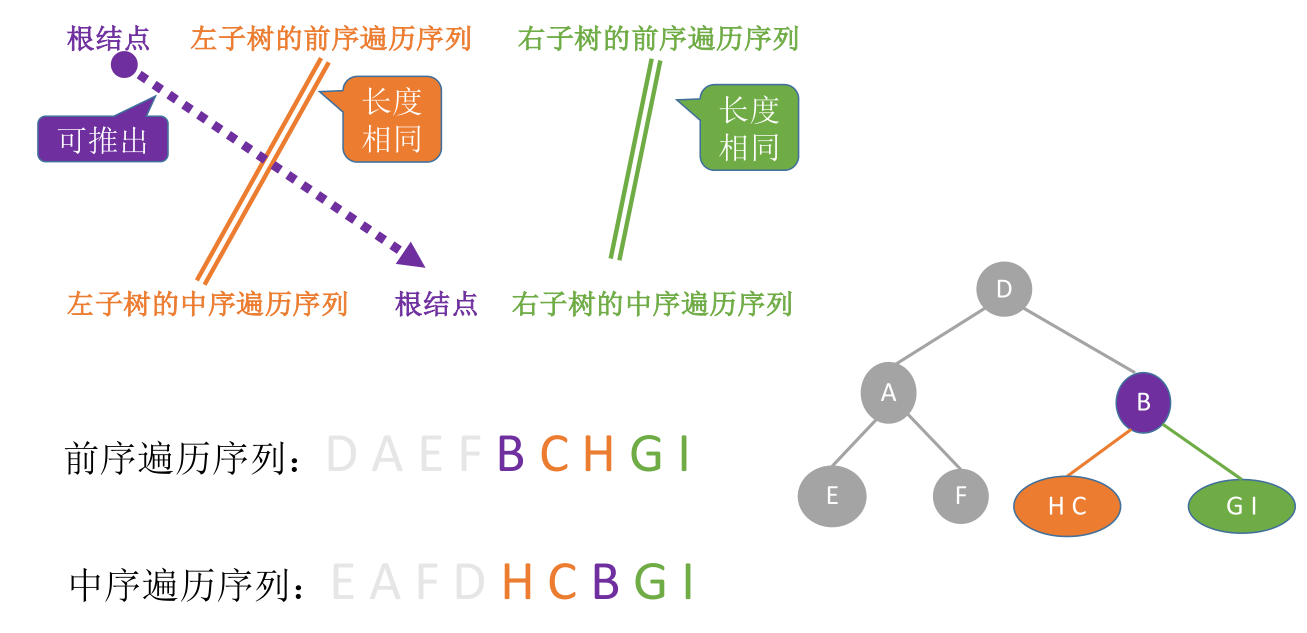 根结点 左子树的前序遍历序列 右子树的前序遍历序列
可推出
长度
相同
长度
相同
左子树的中序遍历序列 根结点 右子树的中序遍历序列
D
A
B
E
F
H C
G I
前序遍历序列：D A E F B C H G I
中序遍历序列：E A F D H C B G I